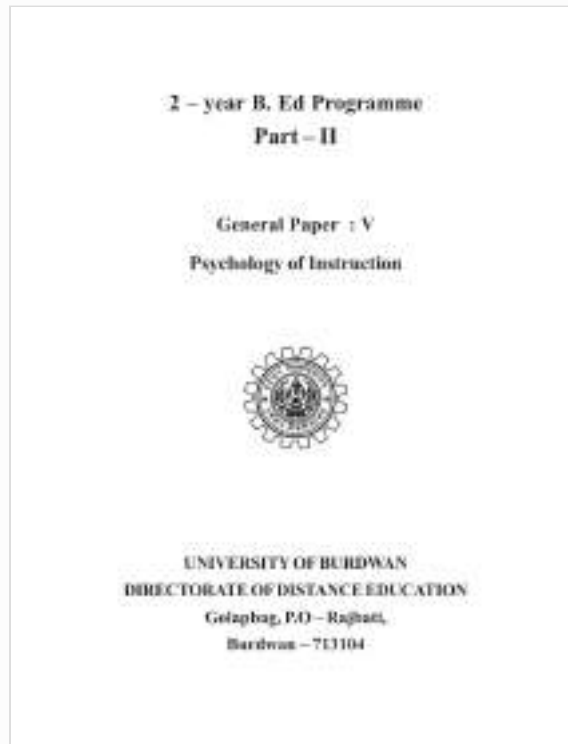 2 – year B. Ed Programme
Part – II
General Paper : V
Psychology of Instruction
UNIVERSITY OF BURDWAN
DIRECTORATE OF DISTANCE EDUCATION
Golapbag, P.O – Rajbati,
Burdwan – 713104